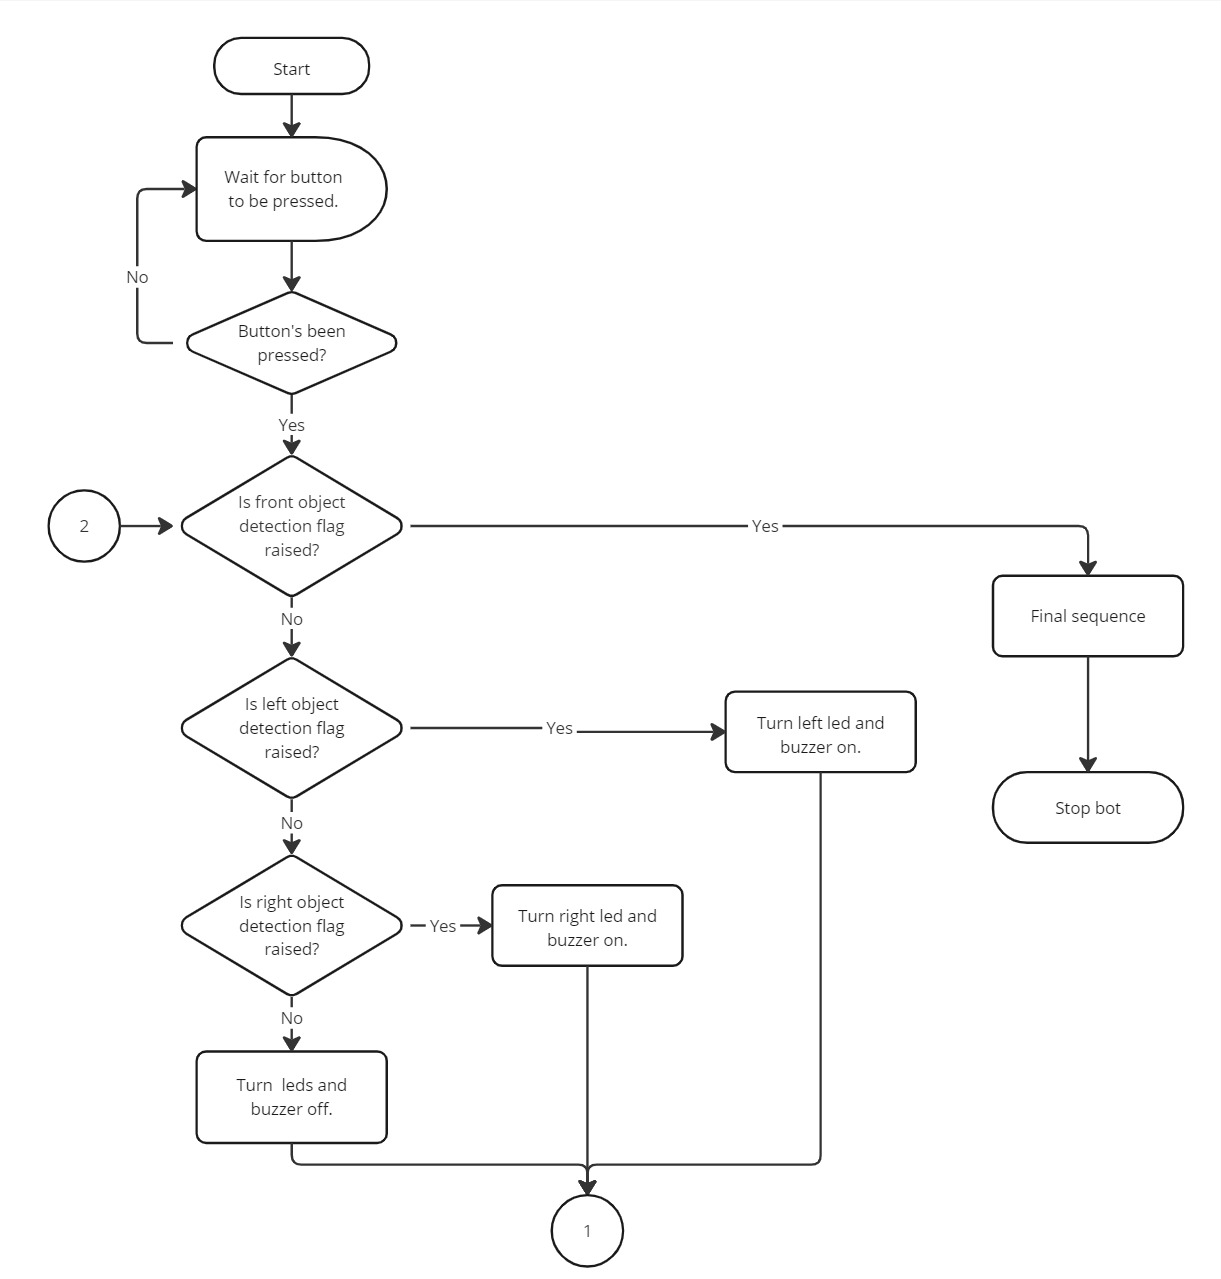 Start
Wait for button
to be pressed.
No
Button's been
pressed?
Yes
Is front object
detection flag
raised?
2
Yes
No
Final sequence
Is left object
detection flag
raised?
Yes
Turn left led and
buzzer on.
Stop bot
No
Is right object
detection flag
raised?
Yes
Turn right led and
buzzer on.
No
Turn  leds and
buzzer off.
1